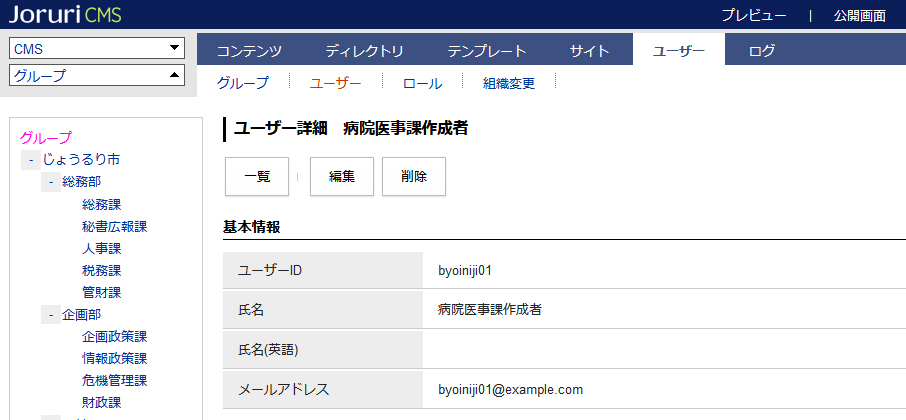 Joruri CMS
プレビュー | 公開画面
CMS
グループ
コンテンツ ディレクトリ テンプレート サイト ユーザー ログ
グループ ユーザー ロール 組織変更
グループ
- じょうるり市
- 総務部
総務課
秘書広報課
人事課
税務課
管財課
- 企画部
企画政策課
情報政策課
危機管理課
財政課
ユーザー詳細 病院医事課作成者
一覧 編集 削除
基本情報
ユーザーID byoiniji01
氏名 病院医事課作成者
氏名(英語)
メールアドレス byoiniji01@example.com